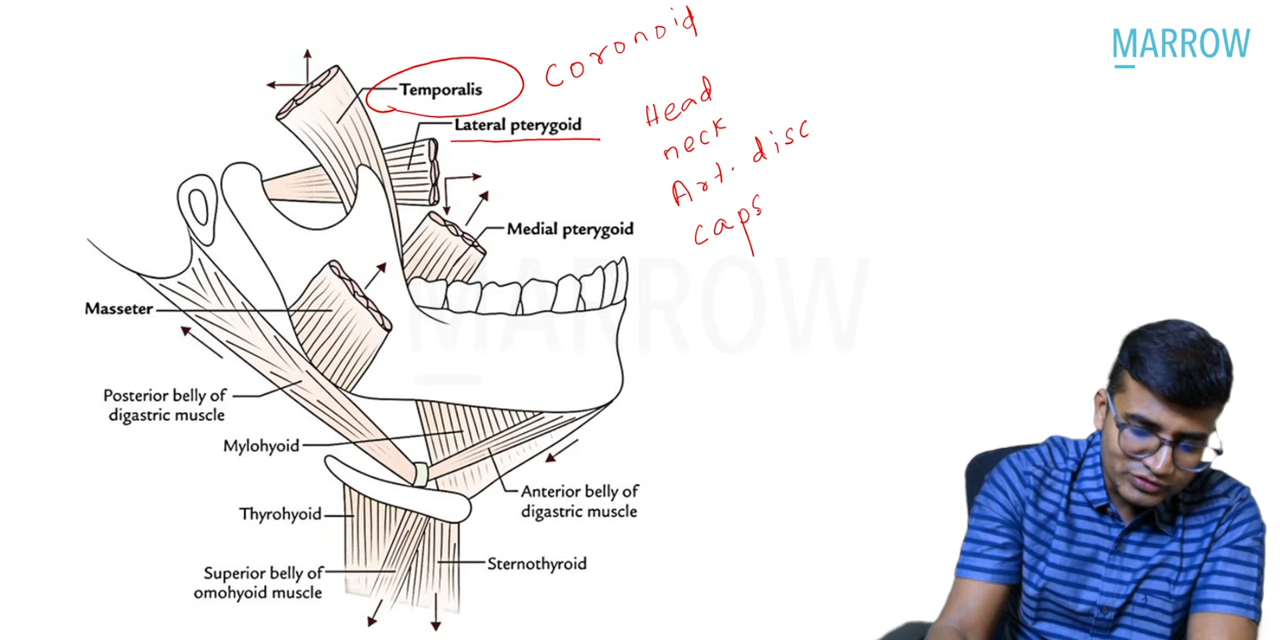 MARROW
coronoid
Temporalis
Lateral pterygoid
Head
neck
Art. disc
caps
Medial pterygoid
MARROW
Masseter
Posterior belly of
digastric muscle
Mylohyoid
Anterior belly of
digastric muscle
Thyrohyoid
Sternothyroid
Superior belly of
omohyoid muscle